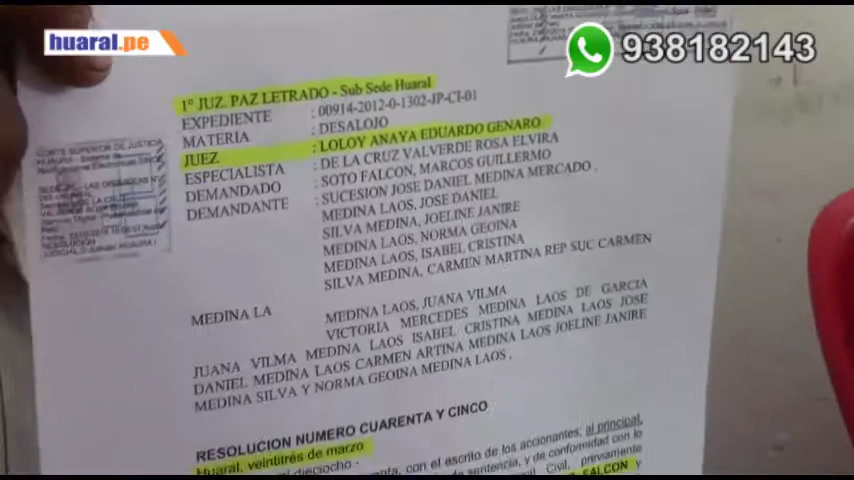 huaral.pe
938182143
1° JUZ. PAZ LETRADO - Sub Sede Huaral
EXPEDIENTE : 00914-2012-0-1302-JP-CI-01
MATERIA : DESALOJO
JUEZ : LOLOY ANAYA EDUARDO GENARO
ESPECIALISTA : DE LA CRUZ VALVERDE ROSA ELVIRA
DEMANDADO : SOTO FALCON, MARCOS GUILLERMO
DEMANDANTE : SUCESION JOSE DANIEL MEDINA MERCADO .
MEDINA LAOS, JOSE DANIEL
SILVA MEDINA, JOELINE JANIRE
MEDINA LAOS, NORMA GEOINA
MEDINA LAOS, ISABEL CRISTINA
SILVA MEDINA, CARMEN MARTINA REP SUC CARMEN
MEDINA LA MEDINA LAOS, JUANA VILMA
VICTORIA MERCEDES MEDINA LAOS DE GARCIA
JUANA VILMA MEDINA LAOS ISABEL CRISTINA MEDINA LAOS JOSE
DANIEL MEDINA LAOS CARMEN ARTINA MEDINA LAOS JOELINE JANIRE
MEDINA SILVA Y NORMA GEOINA MEDINA LAOS .
RESOLUCION NUMERO CUARENTA Y CINCO
Huaral, veintitrés de marzo
dieciocho.-
con el escrito de los accionantes; al principal,
de sentencia, y de conformidad con lo
Civil, previamente
FALCON y
CORTE SUPERIOR DE JUSTICIA